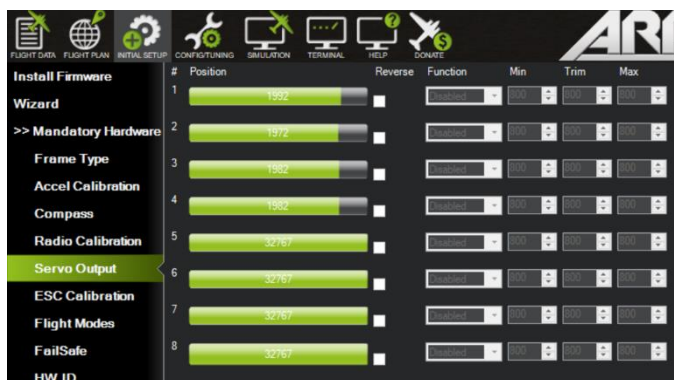 FLIGHT DATA FLIGHT PLAN INITIAL SETUP CONFIG/TUNING SIMULATION TERMINAL HELP DONATE
Install Firmware
Wizard
>> Mandatory Hardware
Frame Type
Accel Calibration
Compass
Radio Calibration
Servo Output
ESC Calibration
Flight Modes
FailSafe
HW ID
# Position Reverse Function Min Trim Max
1 1992 Disabled 800 800 800
2 1972 Disabled 800 800 800
3 1982 Disabled 800 800 800
4 1982 Disabled 800 800 800
5 32767 Disabled 800 800 800
6 32767 Disabled 800 800 800
7 32767 Disabled 800 800 800
8 32767 Disabled 800 800 800